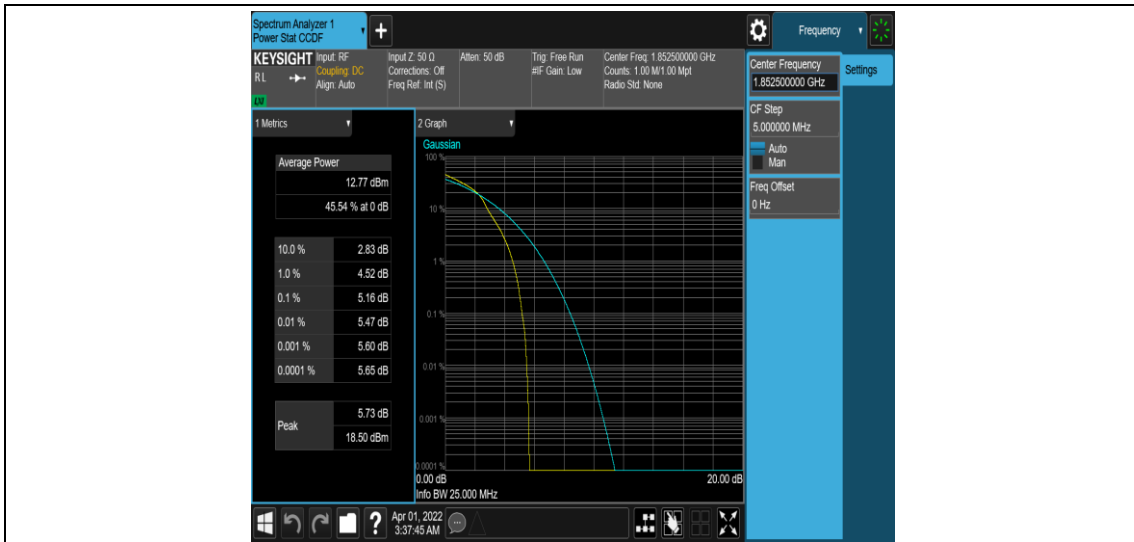 Spectrum Analyzer 1
Power Stat CCDF
+
Frequency
KEYSIGHT
RL
LXI
Input: RF
Coupling: DC
Align: Auto
Input Z: 50 Ω
Corrections: Off
Freq Ref: Int (S)
Atten: 50 dB
Trig: Free Run
#IF Gain: Low
Center Freq: 1.852500000 GHz
Counts: 1.00 M/1.00 Mpt
Radio Std: None
Center Frequency
1.852500000 GHz
Settings
CF Step
5.000000 MHz
Auto
Man
Freq Offset
0 Hz
1 Metrics
Average Power
12.77 dBm
45.54 % at 0 dB
10.0 % 2.83 dB
1.0 % 4.52 dB
0.1 % 5.16 dB
0.01 % 5.47 dB
0.001 % 5.60 dB
0.0001 % 5.65 dB
Peak
5.73 dB
18.50 dBm
2 Graph
Gaussian
100 %
10 %
1 %
0.1 %
0.01 %
0.001 %
0.0001 %
0.00 dB 20.00 dB
Info BW 25.000 MHz
?
Apr 01, 2022
3:37:45 AM